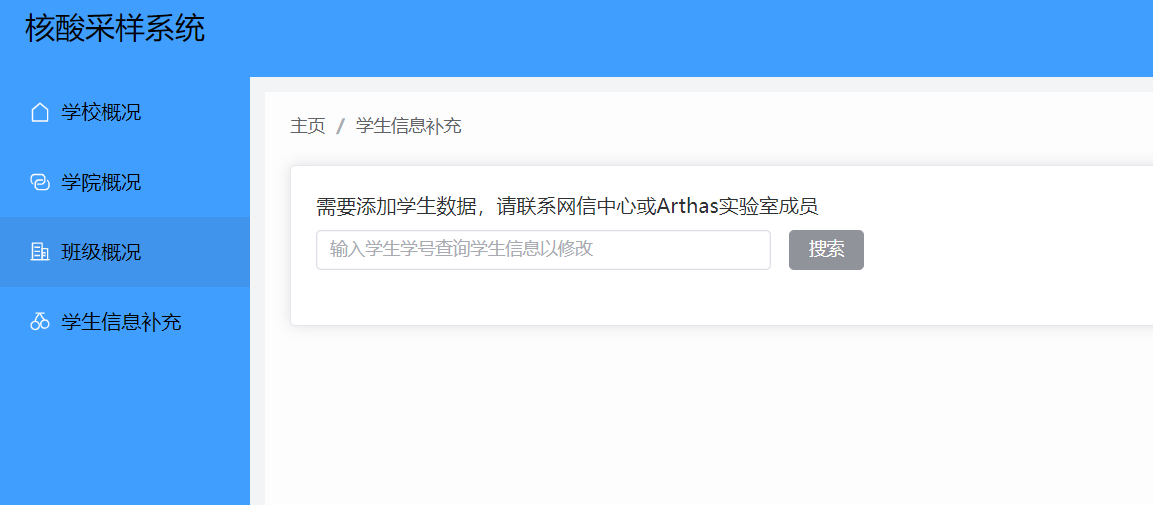 核酸采样系统
学校概况
学院概况
班级概况
学生信息补充
主页 / 学生信息补充
需要添加学生数据，请联系网信中心或Arthas实验室成员
输入学生学号查询学生信息以修改
搜索